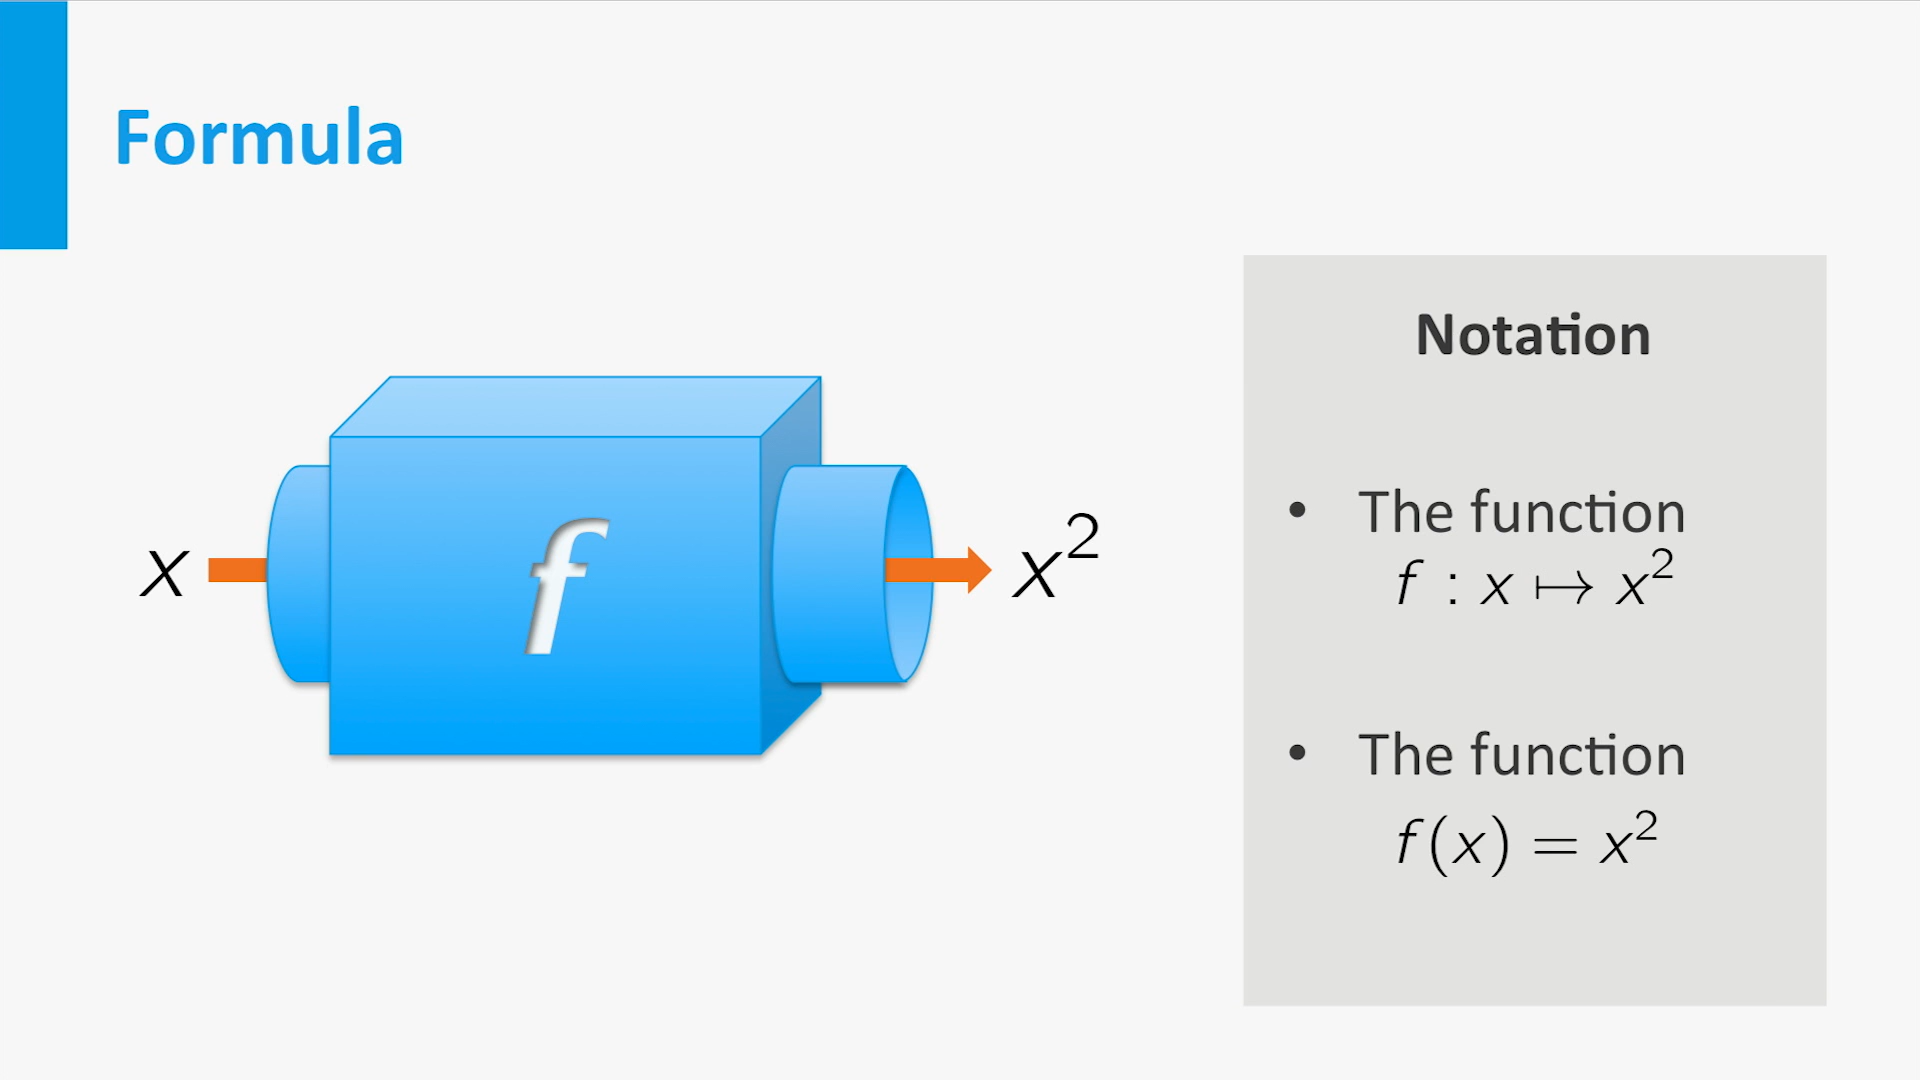 Formula
x
f
x²
Notation
• The function
f : x ↦ x²
• The function
f(x) = x²